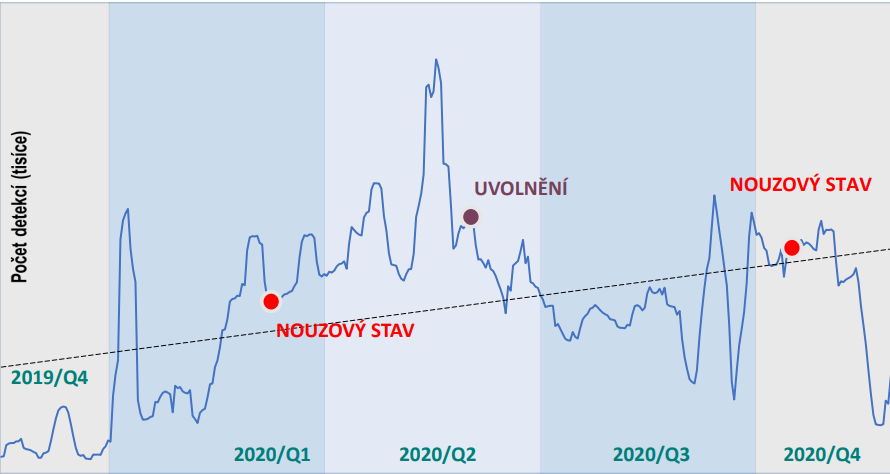 Počet detekcí (tisíce)
UVOLNĚNÍ
NOUZOVÝ STAV
NOUZOVÝ STAV
2019/Q4
2020/Q1
2020/Q2
2020/Q3
2020/Q4